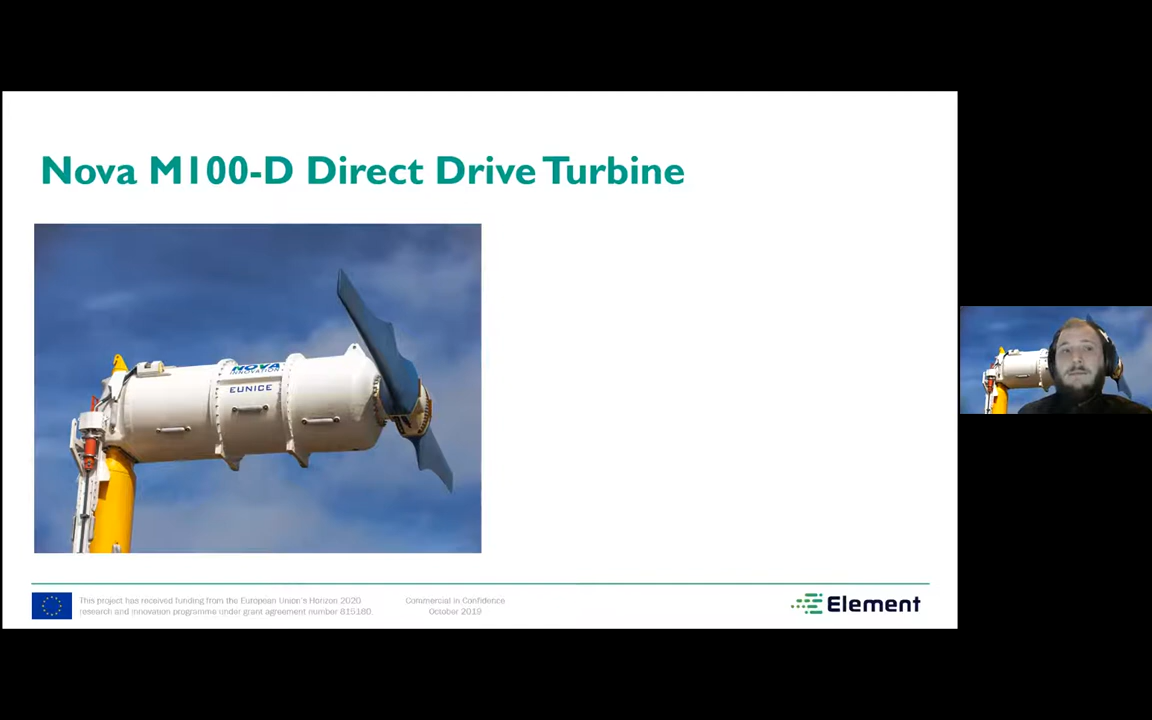 Nova M100-D Direct Drive Turbine
NOVA
INNOVATION
EUNICE
This project has received funding from the European Union's Horizon 2020
research and innovation programme under grant agreement number 815180.
Commercial in Confidence
October 2019
Element